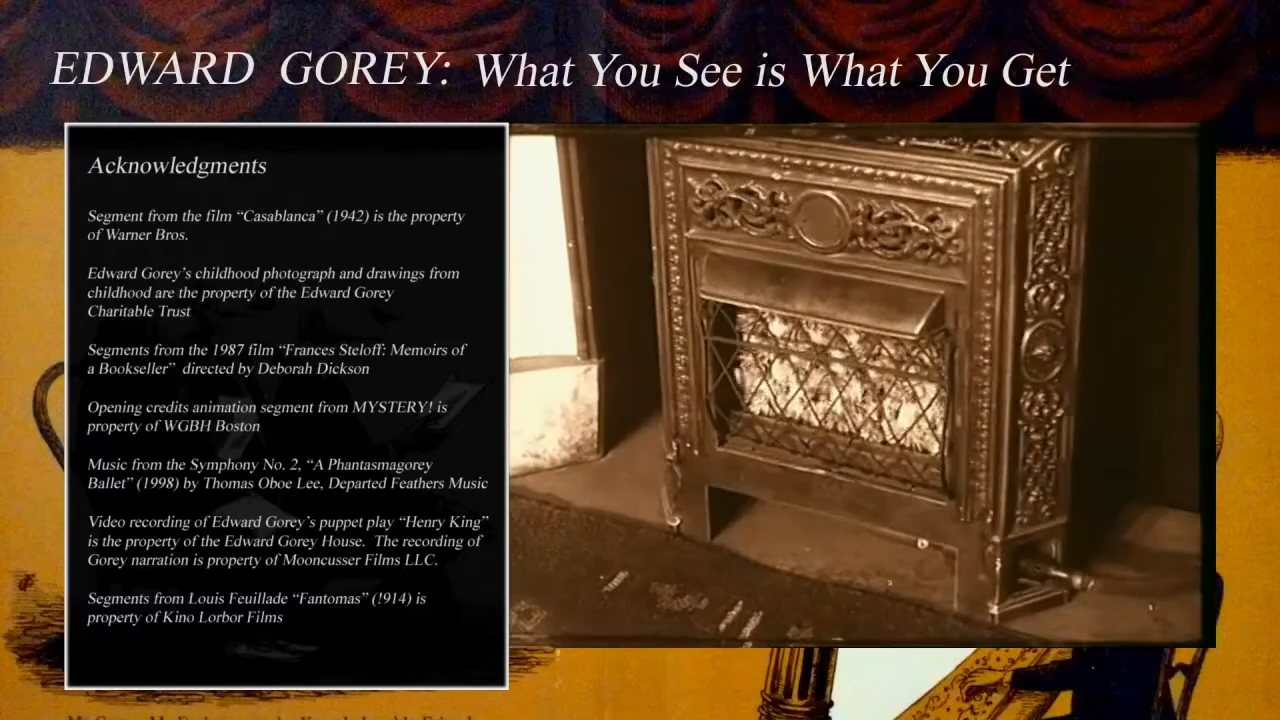 EDWARD GOREY: What You See is What You Get
Acknowledgments
Segment from the film “Casablanca” (1942) is the property
of Warner Bros.
Edward Gorey’s childhood photograph and drawings from
childhood are the property of the Edward Gorey
Charitable Trust
Segments from the 1987 film “Frances Steloff: Memoirs of
a Bookseller” directed by Deborah Dickson
Opening credits animation segment from MYSTERY! is
property of WGBH Boston
Music from the Symphony No. 2, “A Phantasmagorey
Ballet” (1998) by Thomas Oboe Lee, Departed Feathers Music
Video recording of Edward Gorey’s puppet play “Henry King”
is the property of the Edward Gorey House. The recording of
Gorey narration is property of Mooncusser Films LLC.
Segments from Louis Feuillade “Fantomas” (!914) is
property of Kino Lorbor Films